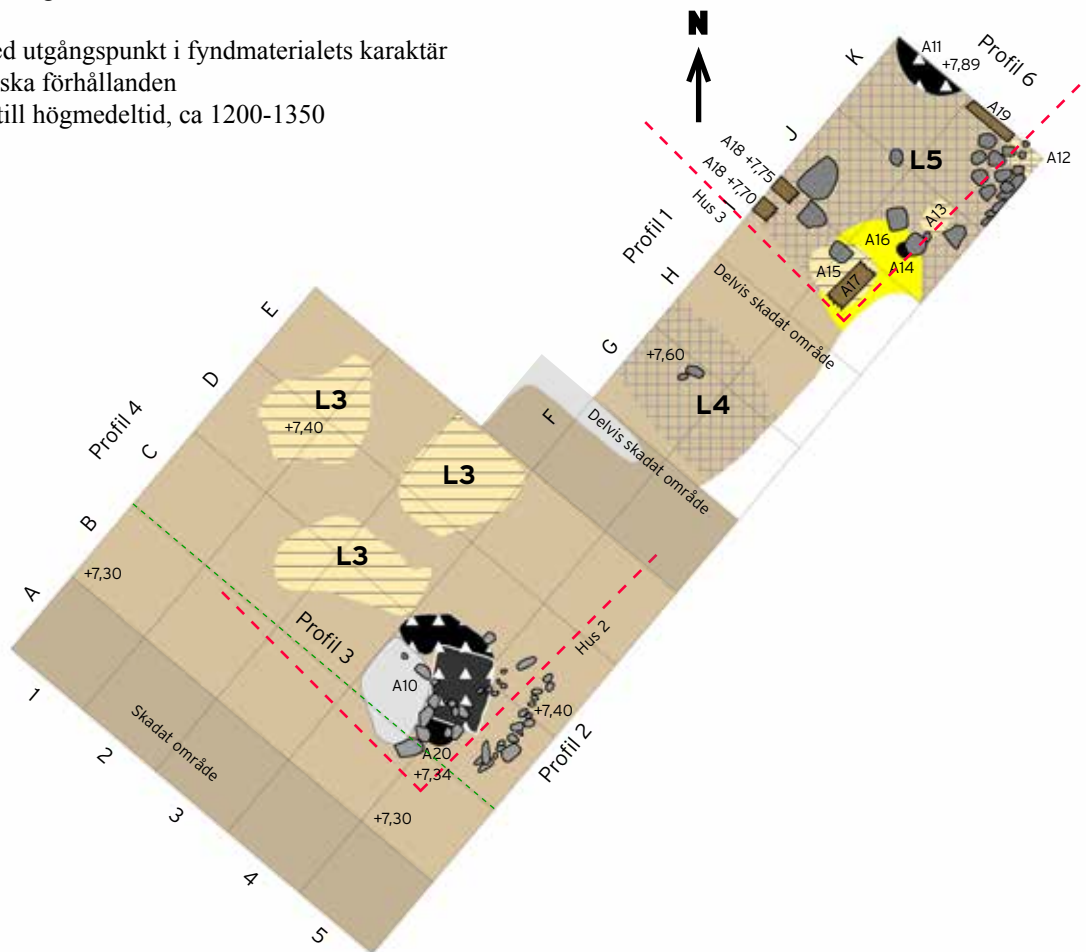 ed utgångspunkt i fyndmaterialets karaktär
ska förhållanden
till högmedeltid, ca 1200-1350
N
K
A11
+7,89
Profil 6
A19
A12
J
L5
A18 +7,75
A18 +7,70
I
Hus 3
A13
A16
A14
A15
A17
Profil 1
H
Delvis skadat område
G
+7,60
L4
E
D
L3
+7,40
F
Delvis skadat område
Profil 4
C
L3
B
L3
+7,30
A
Profil 3
Hus 2
A10
+7,40
Profil 2
A20
+7,34
+7,30
Skadat område
1
2
3
4
5